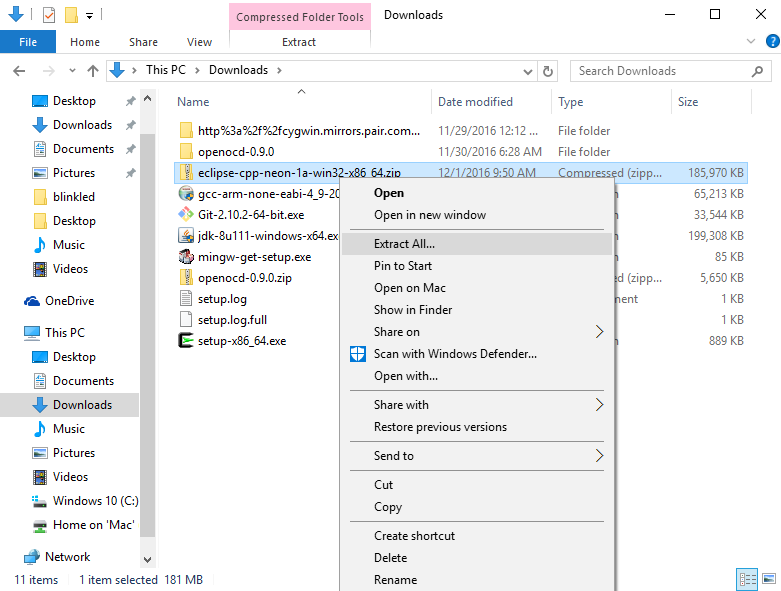 Compressed Folder Tools
Downloads
File
Home
Share
View
Extract
This PC
Downloads
Search Downloads
Desktop
Downloads
Documents
Pictures
blinkled
Desktop
Music
Videos
OneDrive
This PC
Desktop
Documents
Downloads
Music
Pictures
Videos
Windows 10 (C:)
Home on 'Mac'
Network
Name Date modified Type Size
http%3a%2f%2fcygwin.mirrors.pair.com... 11/29/2016 12:12 ... File folder
openocd-0.9.0 11/30/2016 6:28 AM File folder
eclipse-cpp-neon-1a-win32-x86_64.zip 12/1/2016 9:50 AM Compressed (zipp... 185,970 KB
gcc-arm-none-eabi-4_9-20 65,213 KB
Git-2.10.2-64-bit.exe 33,544 KB
jdk-8u111-windows-x64.ex 199,308 KB
mingw-get-setup.exe 85 KB
openocd-0.9.0.zip ed (zipp... 5,650 KB
setup.log ment 1 KB
setup.log.full 1 KB
setup-x86_64.exe 889 KB
Open
Open in new window
Extract All...
Pin to Start
Open on Mac
Show in Finder
Share on
Scan with Windows Defender...
Open with...
Share with
Restore previous versions
Send to
Cut
Copy
Create shortcut
Delete
Rename
11 items 1 item selected 181 MB